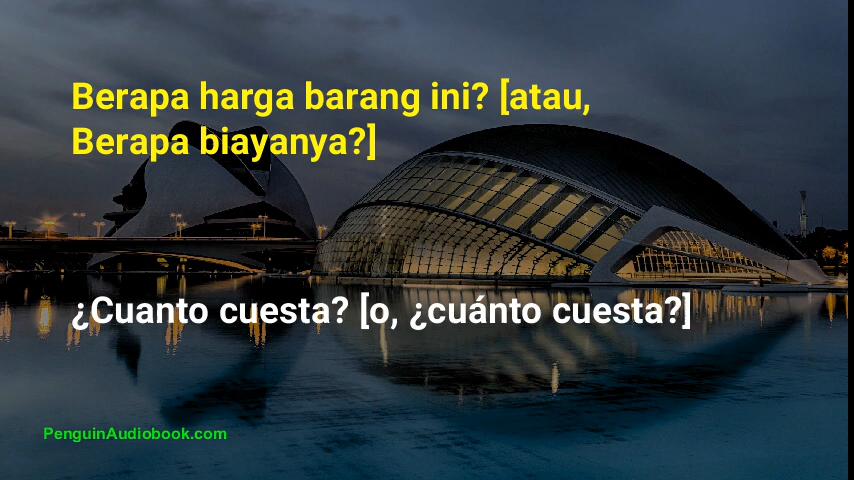 Berapa harga barang ini? [atau,
Berapa biayanya?]
¿Cuanto cuesta? [o, ¿cuánto cuesta?]
PenguinAudiobook.com